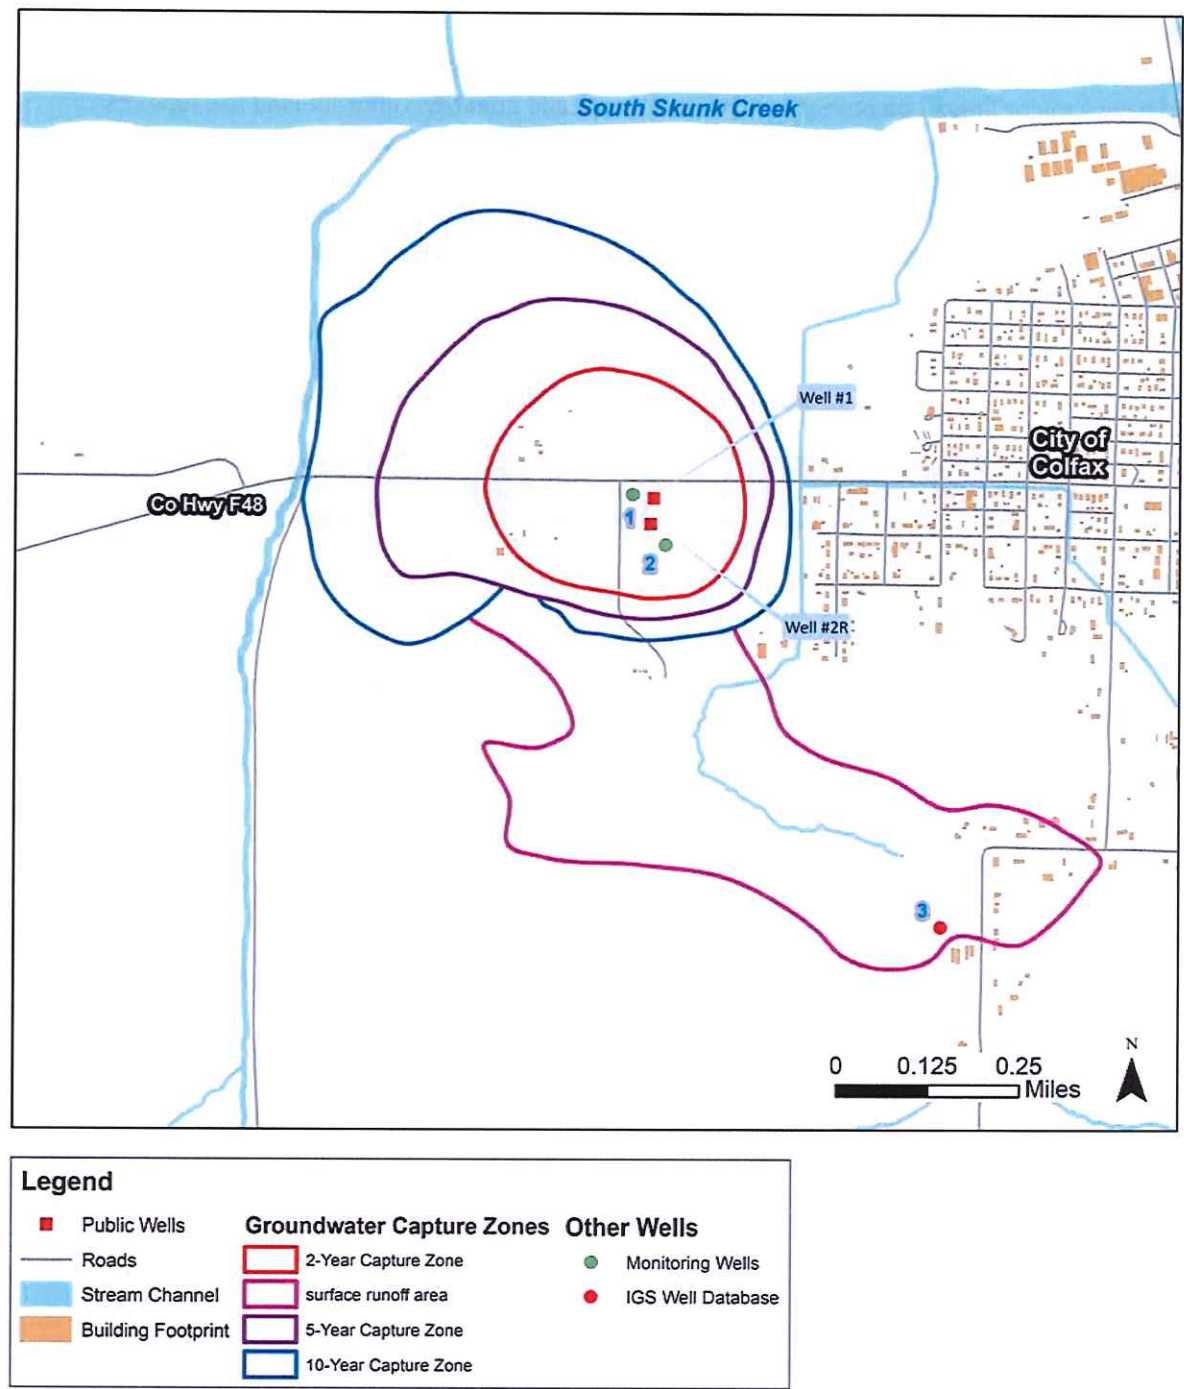 South Skunk Creek
Well #1
City of
Colfax
Co Hwy F48
1
2
Well #2R
3
N
0 0.125 0.25
Miles
Legend
Public Wells
Roads
Stream Channel
Building Footprint
Groundwater Capture Zones
2-Year Capture Zone
surface runoff area
5-Year Capture Zone
10-Year Capture Zone
Other Wells
Monitoring Wells
IGS Well Database